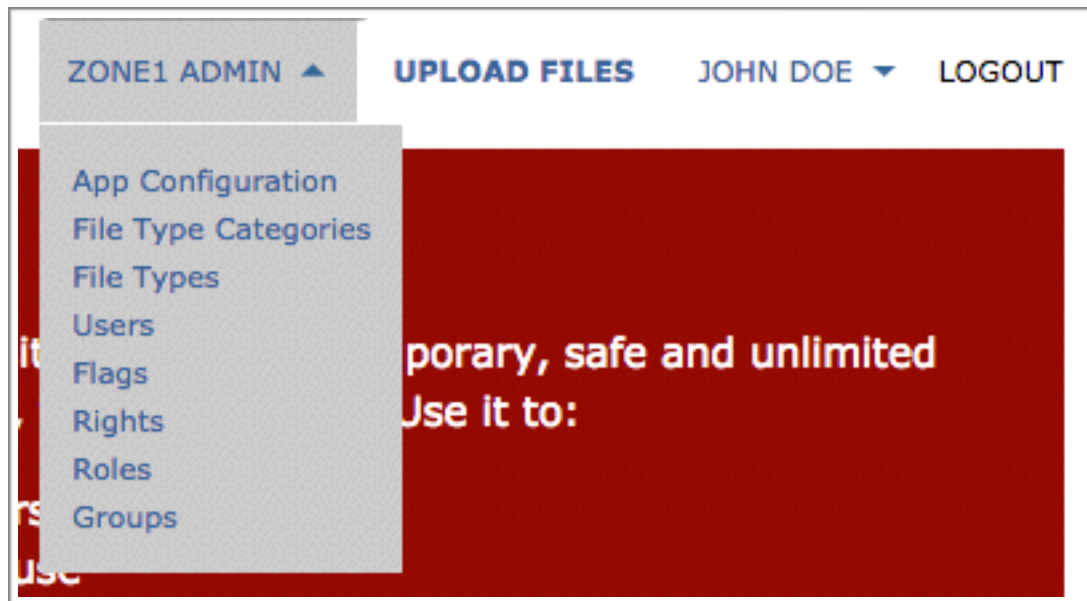 ZONE1 ADMIN UPLOAD FILES JOHN DOE LOGOUT
App Configuration
File Type Categories
File Types
Users
Flags
Rights
Roles
Groups
porary, safe and unlimited
Use it to: